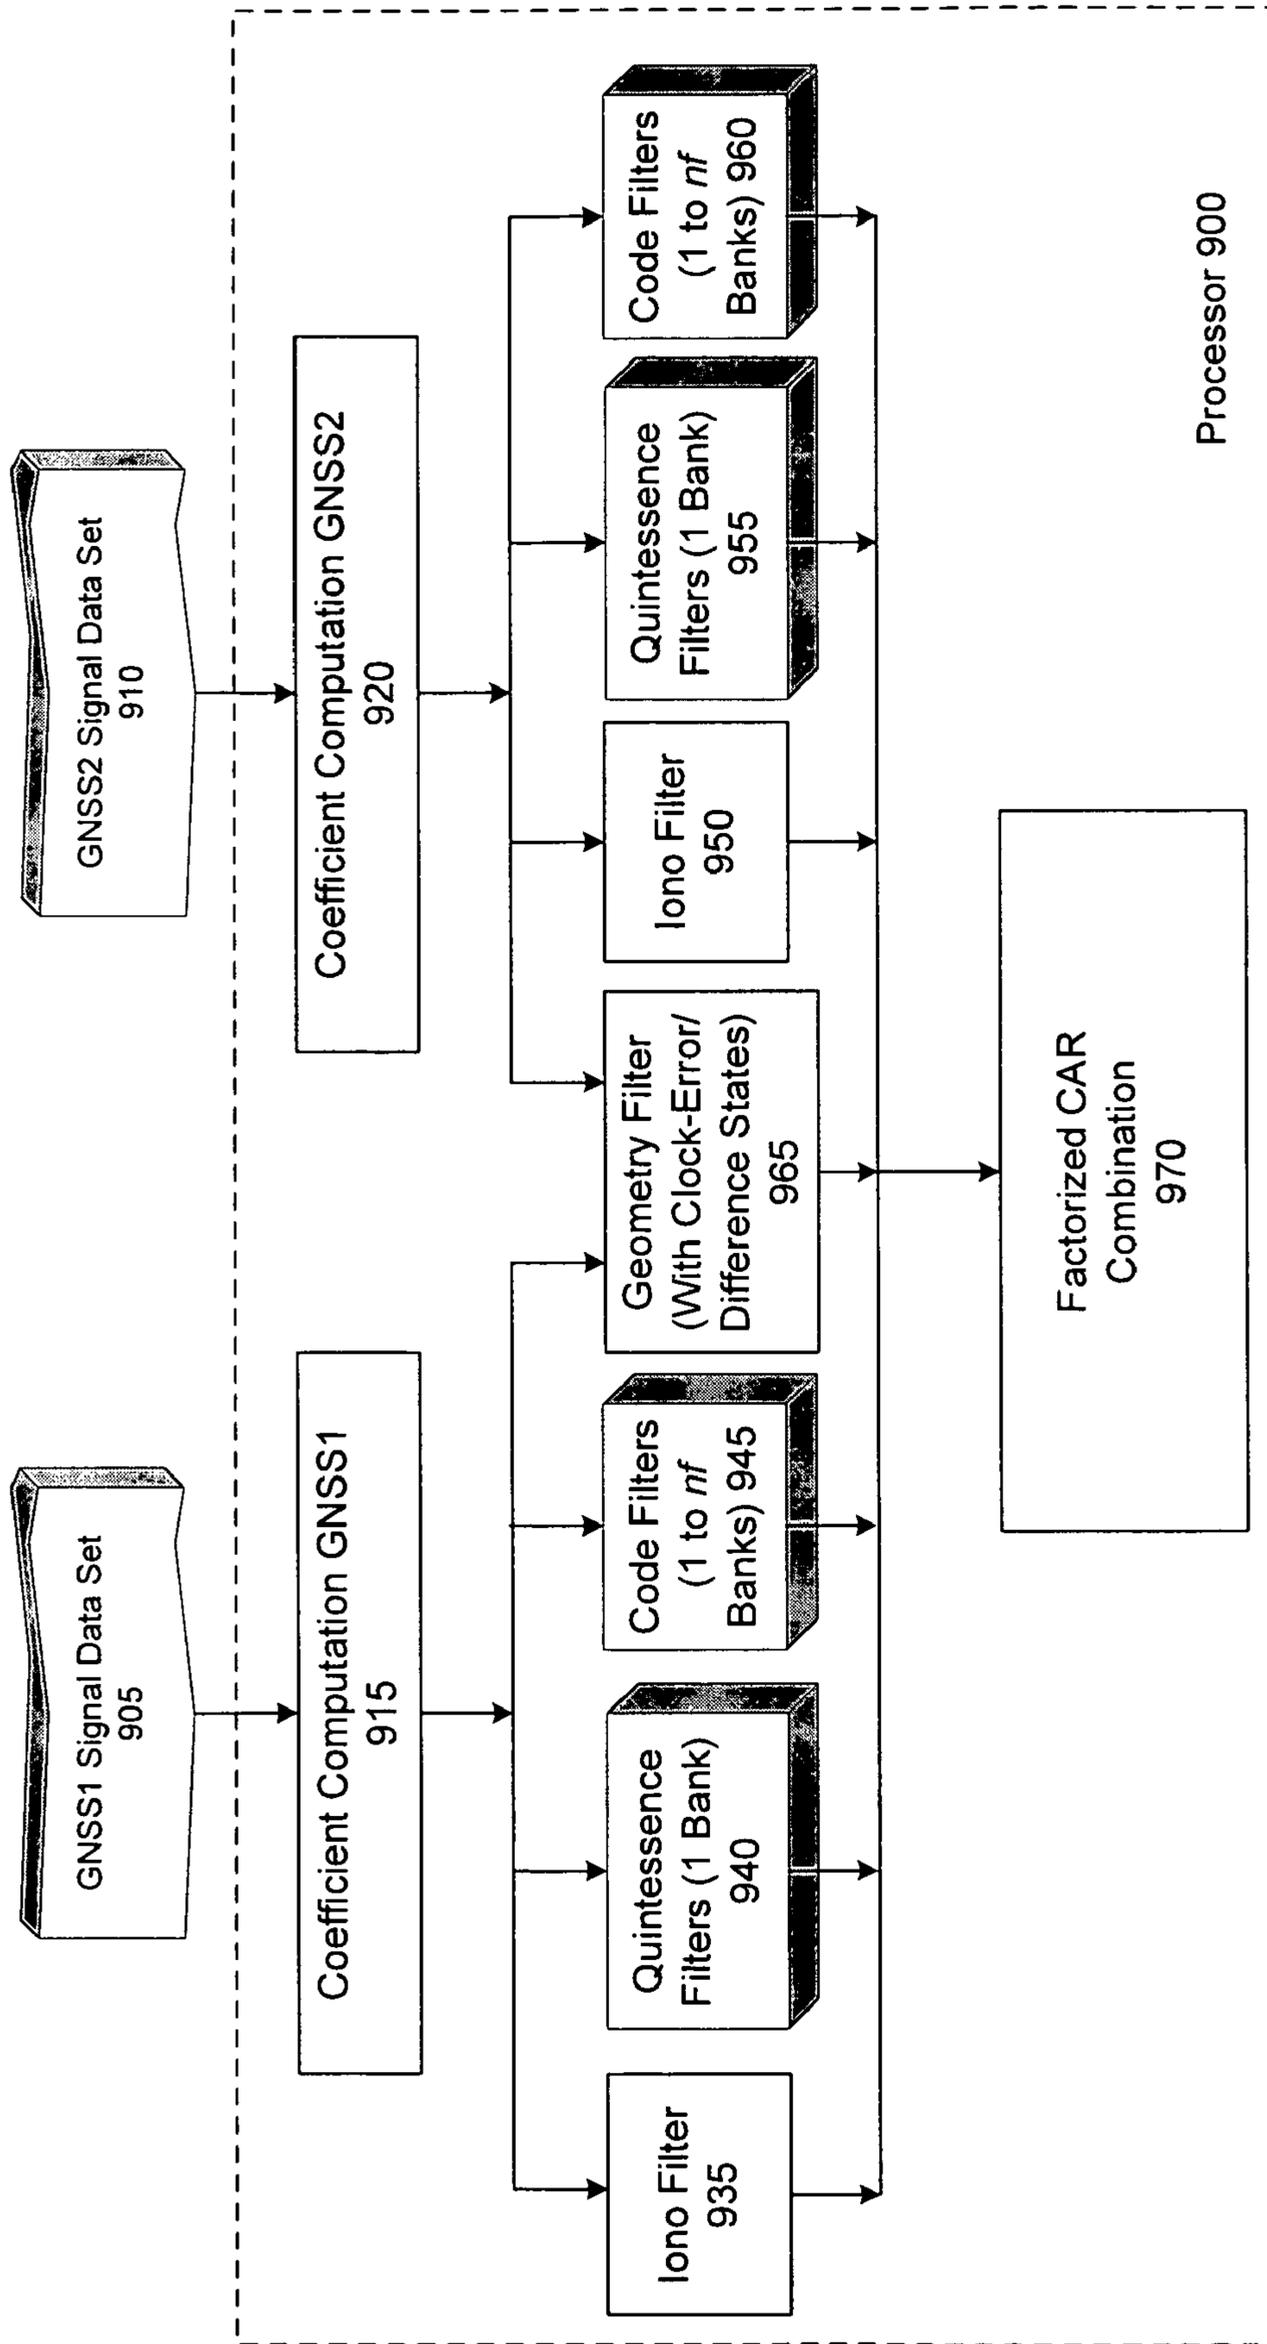 GNSS1 Signal Data Set
905
GNSS2 Signal Data Set
910
Coefficient Computation GNSS1
915
Coefficient Computation GNSS2
920
Iono Filter
935
Quintessence
Filters (1 Bank)
940
Code Filters
(1 to nf
Banks) 945
Geometry Filter
(With Clock-Error/
Difference States)
965
Iono Filter
950
Quintessence
Filters (1 Bank)
955
Code Filters
(1 to nf
Banks) 960
Factorized CAR
Combination
970
Processor 900